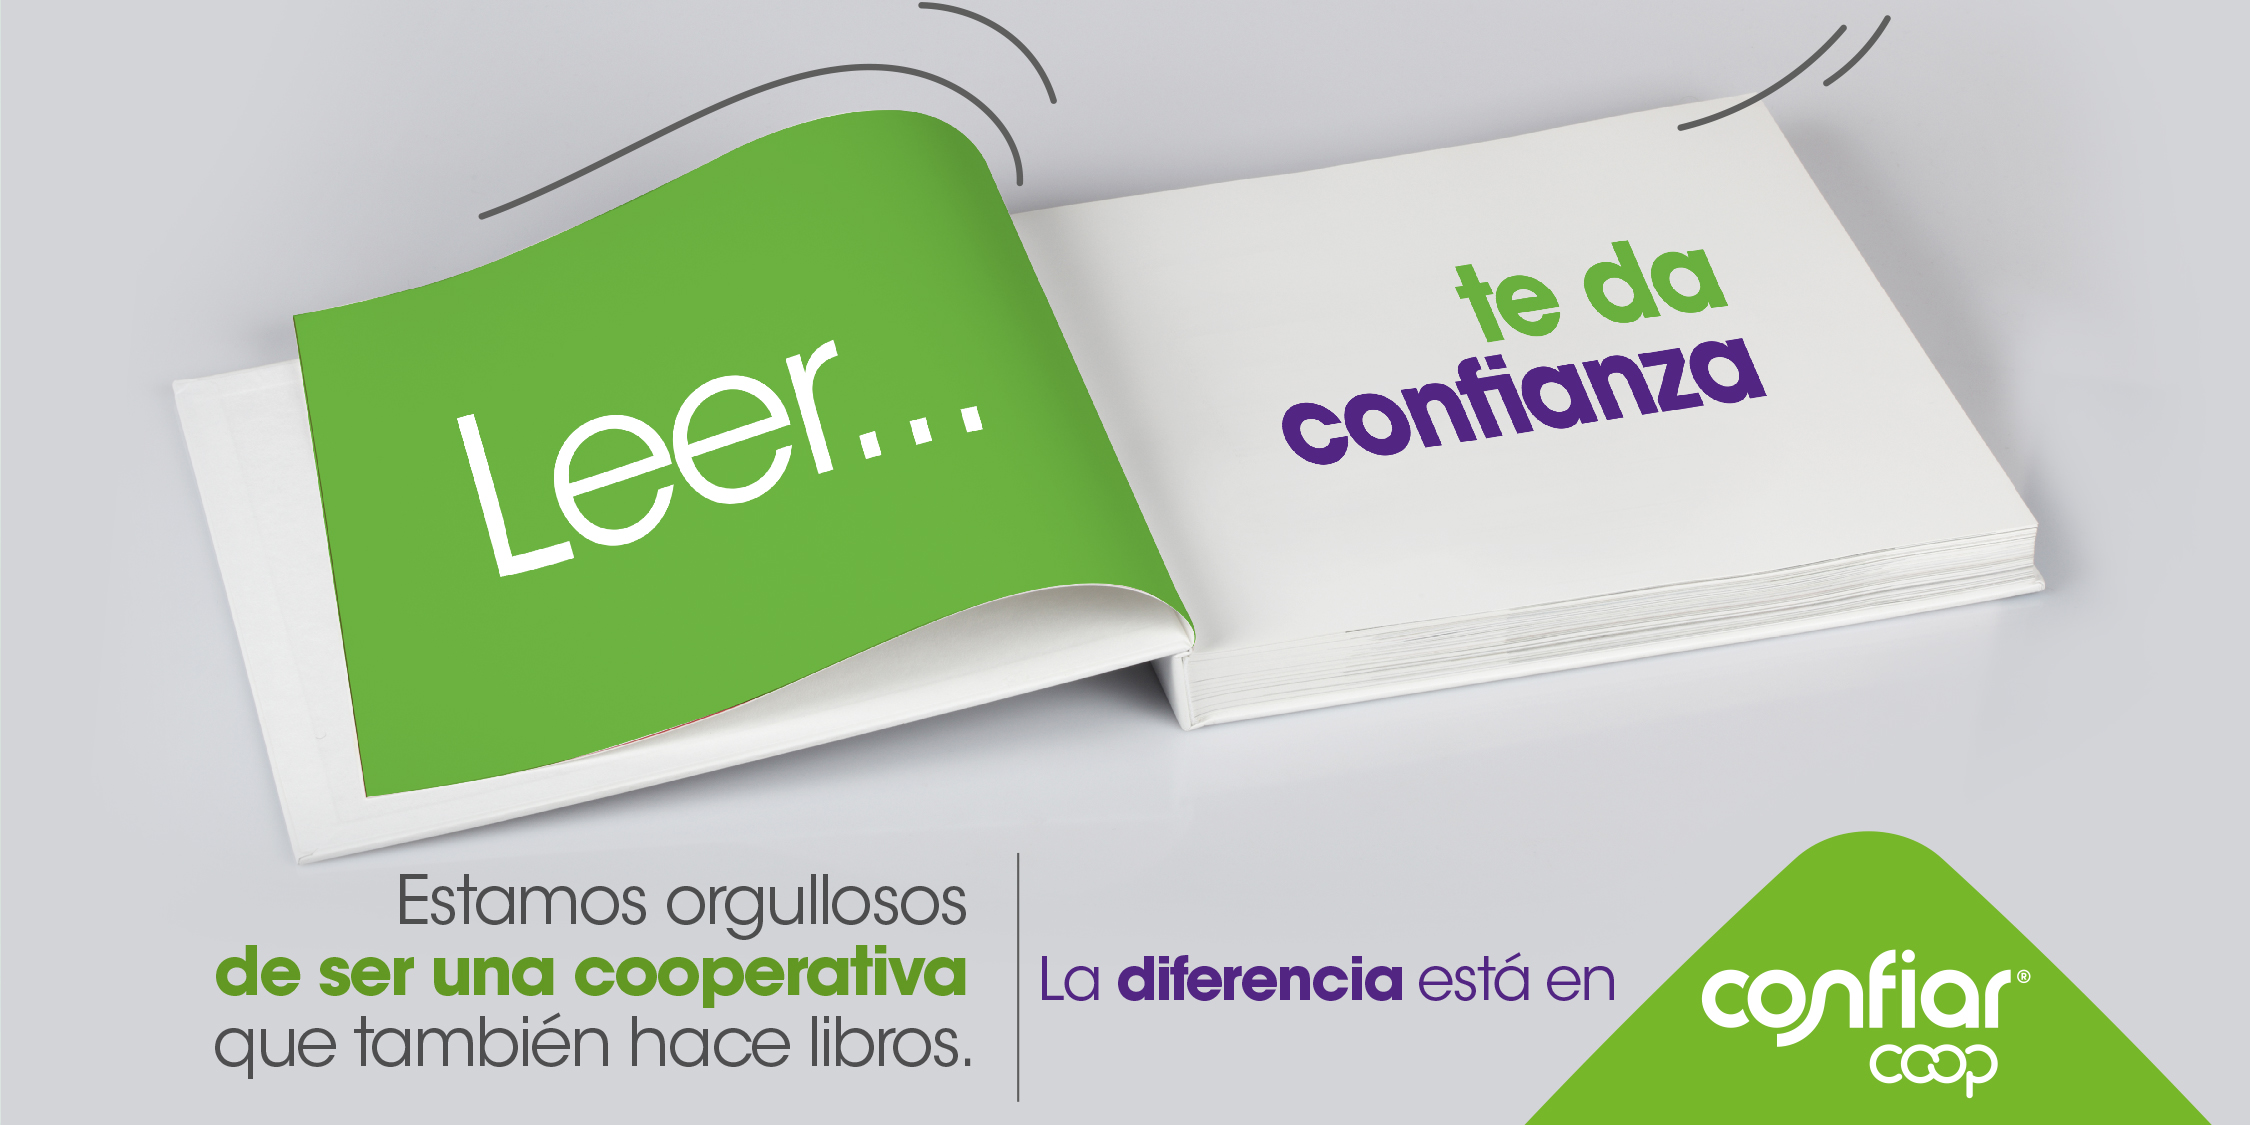 Leer...
te da
confianza
Estamos orgullosos
de ser una cooperativa
que también hace libros.
La diferencia está en
confiar®
coop